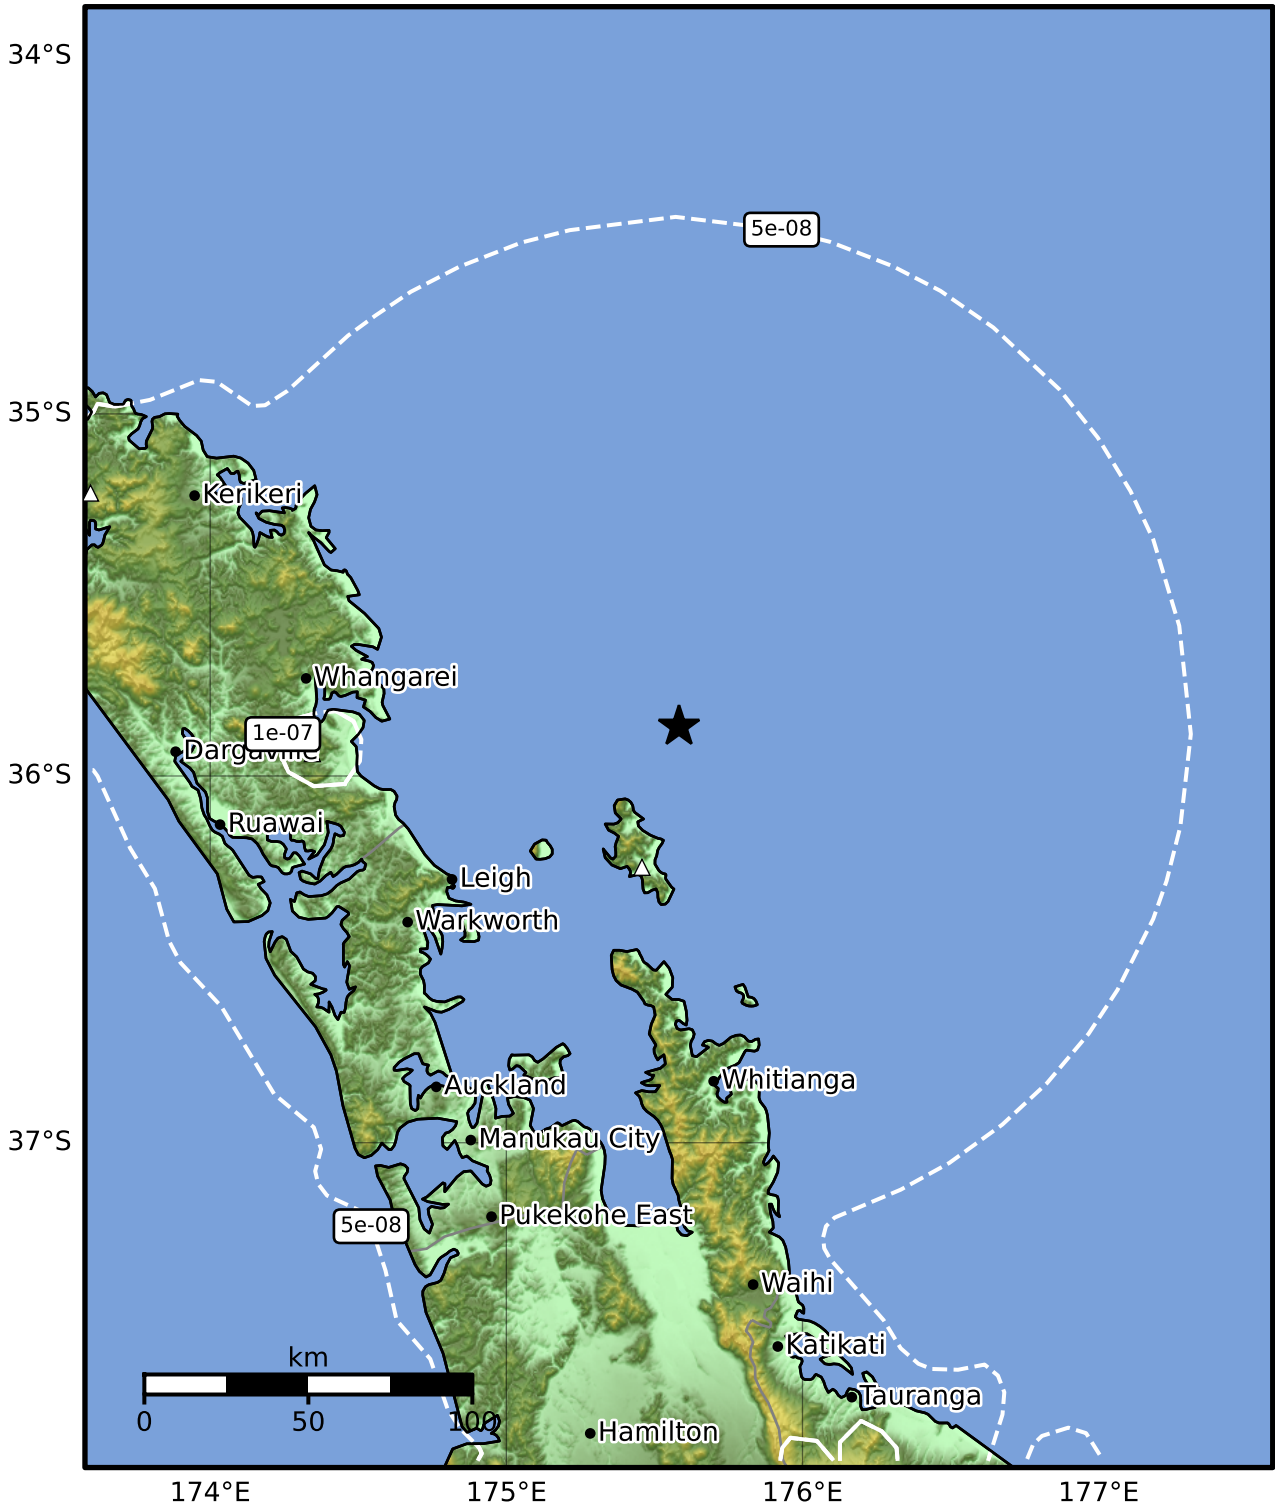 34°S
5e-08
35°S
Kerikeri
Whangarei
1e-07
Dargaville
36°S
Ruawai
Leigh
Warkworth
Whitianga
Auckland
37°S
Manukau City
Pukekohe East
5e-08
Waihi
Katikati
km
Tauranga
0 50 100
Hamilton
174°E 175°E 176°E 177°E